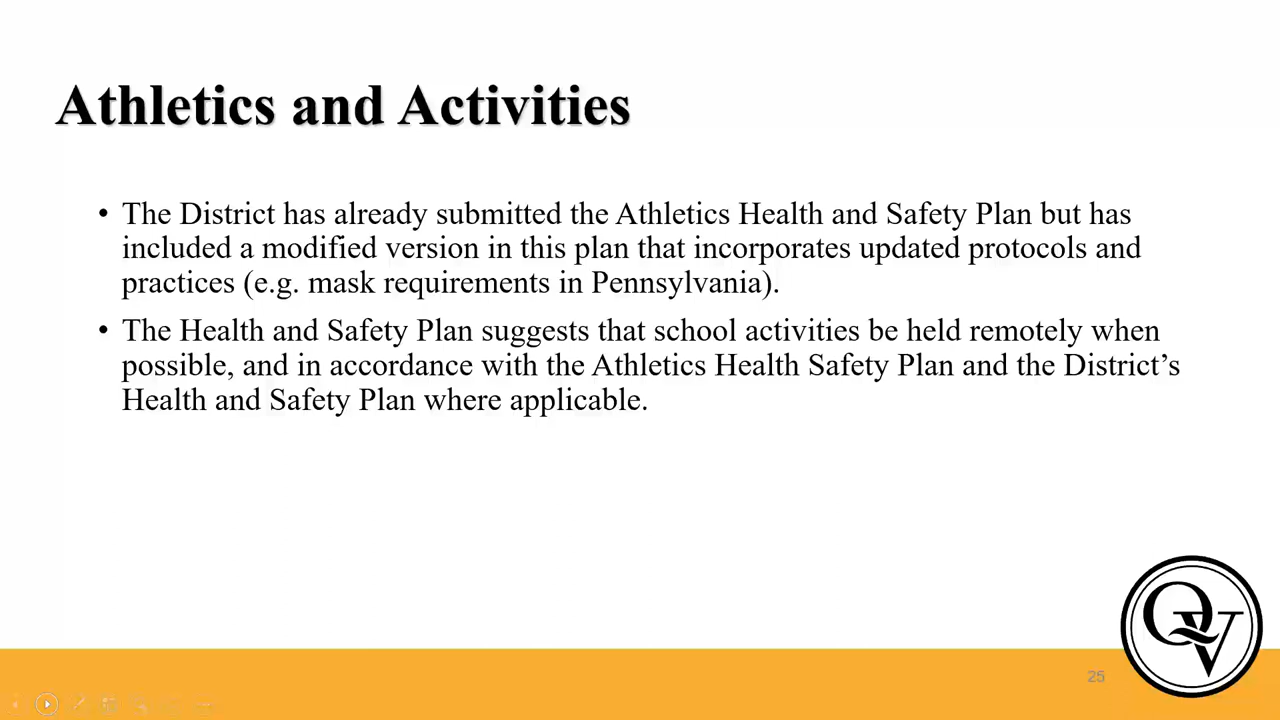 Athletics and Activities
• The District has already submitted the Athletics Health and Safety Plan but has
included a modified version in this plan that incorporates updated protocols and
practices (e.g. mask requirements in Pennsylvania).
• The Health and Safety Plan suggests that school activities be held remotely when
possible, and in accordance with the Athletics Health Safety Plan and the District’s
Health and Safety Plan where applicable.
QV
25